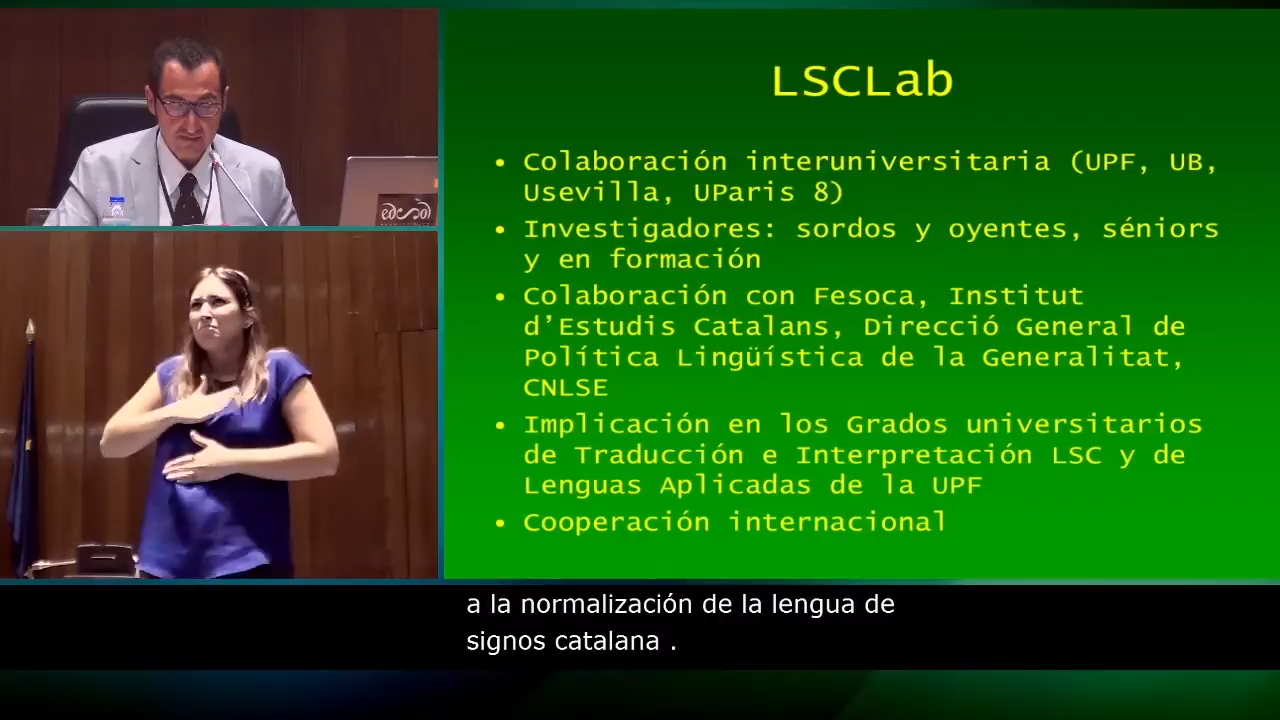 LSCLab
• Colaboración interuniversitaria (UPF, UB,
Usevilla, UParis 8)
• Investigadores: sordos y oyentes, séniors
y en formación
• Colaboración con Fesoca, Institut
d’Estudis Catalans, Direcció General de
Política Lingüística de la Generalitat,
CNLSE
• Implicación en los Grados universitarios
de Traducción e Interpretación LSC y de
Lenguas Aplicadas de la UPF
• Cooperación internacional
a la normalización de la lengua de
signos catalana .